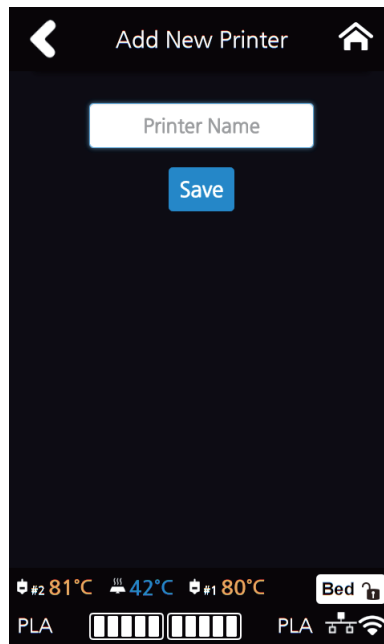 Add New Printer
Printer Name
Save
#2 81°C 42°C #1 80°C Bed
PLA PLA